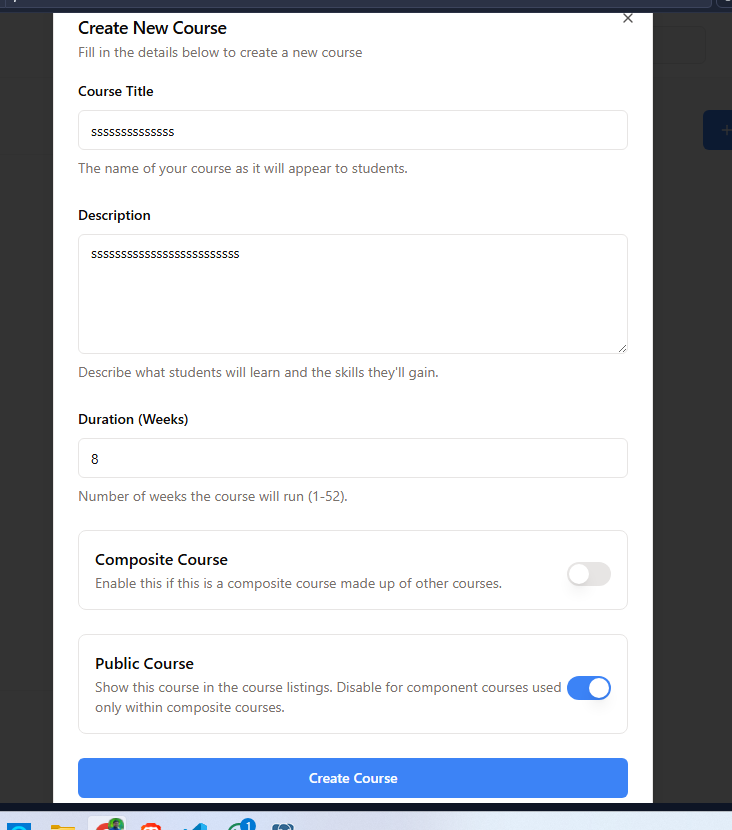 Create New Course
Fill in the details below to create a new course
Course Title
ssssssssssssss
The name of your course as it will appear to students.
Description
sssssssssssssssssssssssss
Describe what students will learn and the skills they'll gain.
Duration (Weeks)
8
Number of weeks the course will run (1-52).
Composite Course
Enable this if this is a composite course made up of other courses.
Public Course
Show this course in the course listings. Disable for component courses used
only within composite courses.
Create Course
1